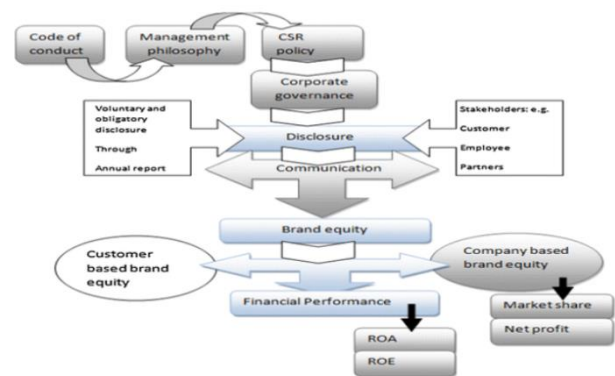 Code of
conduct
Management
philosophy
CSR
policy
Corporate
governance
Voluntary and
obligatory
disclosure
Through
Annual report
Disclosure
Stakeholders: e.g.
Customer
Employee
Partners
Communication
Brand equity
Customer
based brand
equity
Company based
brand equity
Financial Performance
Market share
Net profit
ROA
ROE